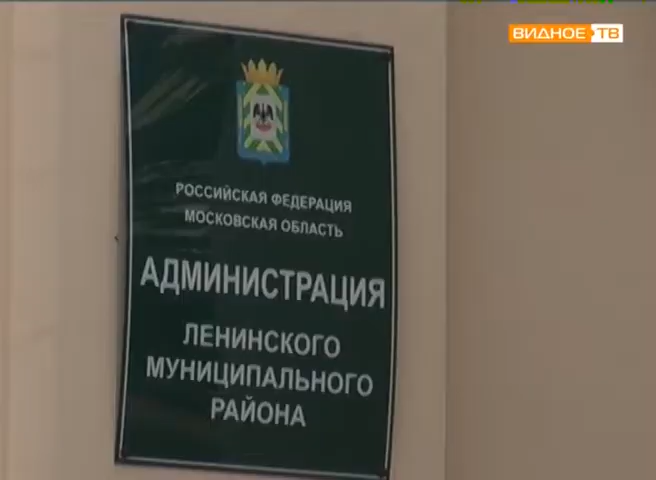 ВИДНОЕ ТВ
РОССИЙСКАЯ ФЕДЕРАЦИЯ
МОСКОВСКАЯ ОБЛАСТЬ
АДМИНИСТРАЦИЯ
ЛЕНИНСКОГО
МУНИЦИПАЛЬНОГО
РАЙОНА